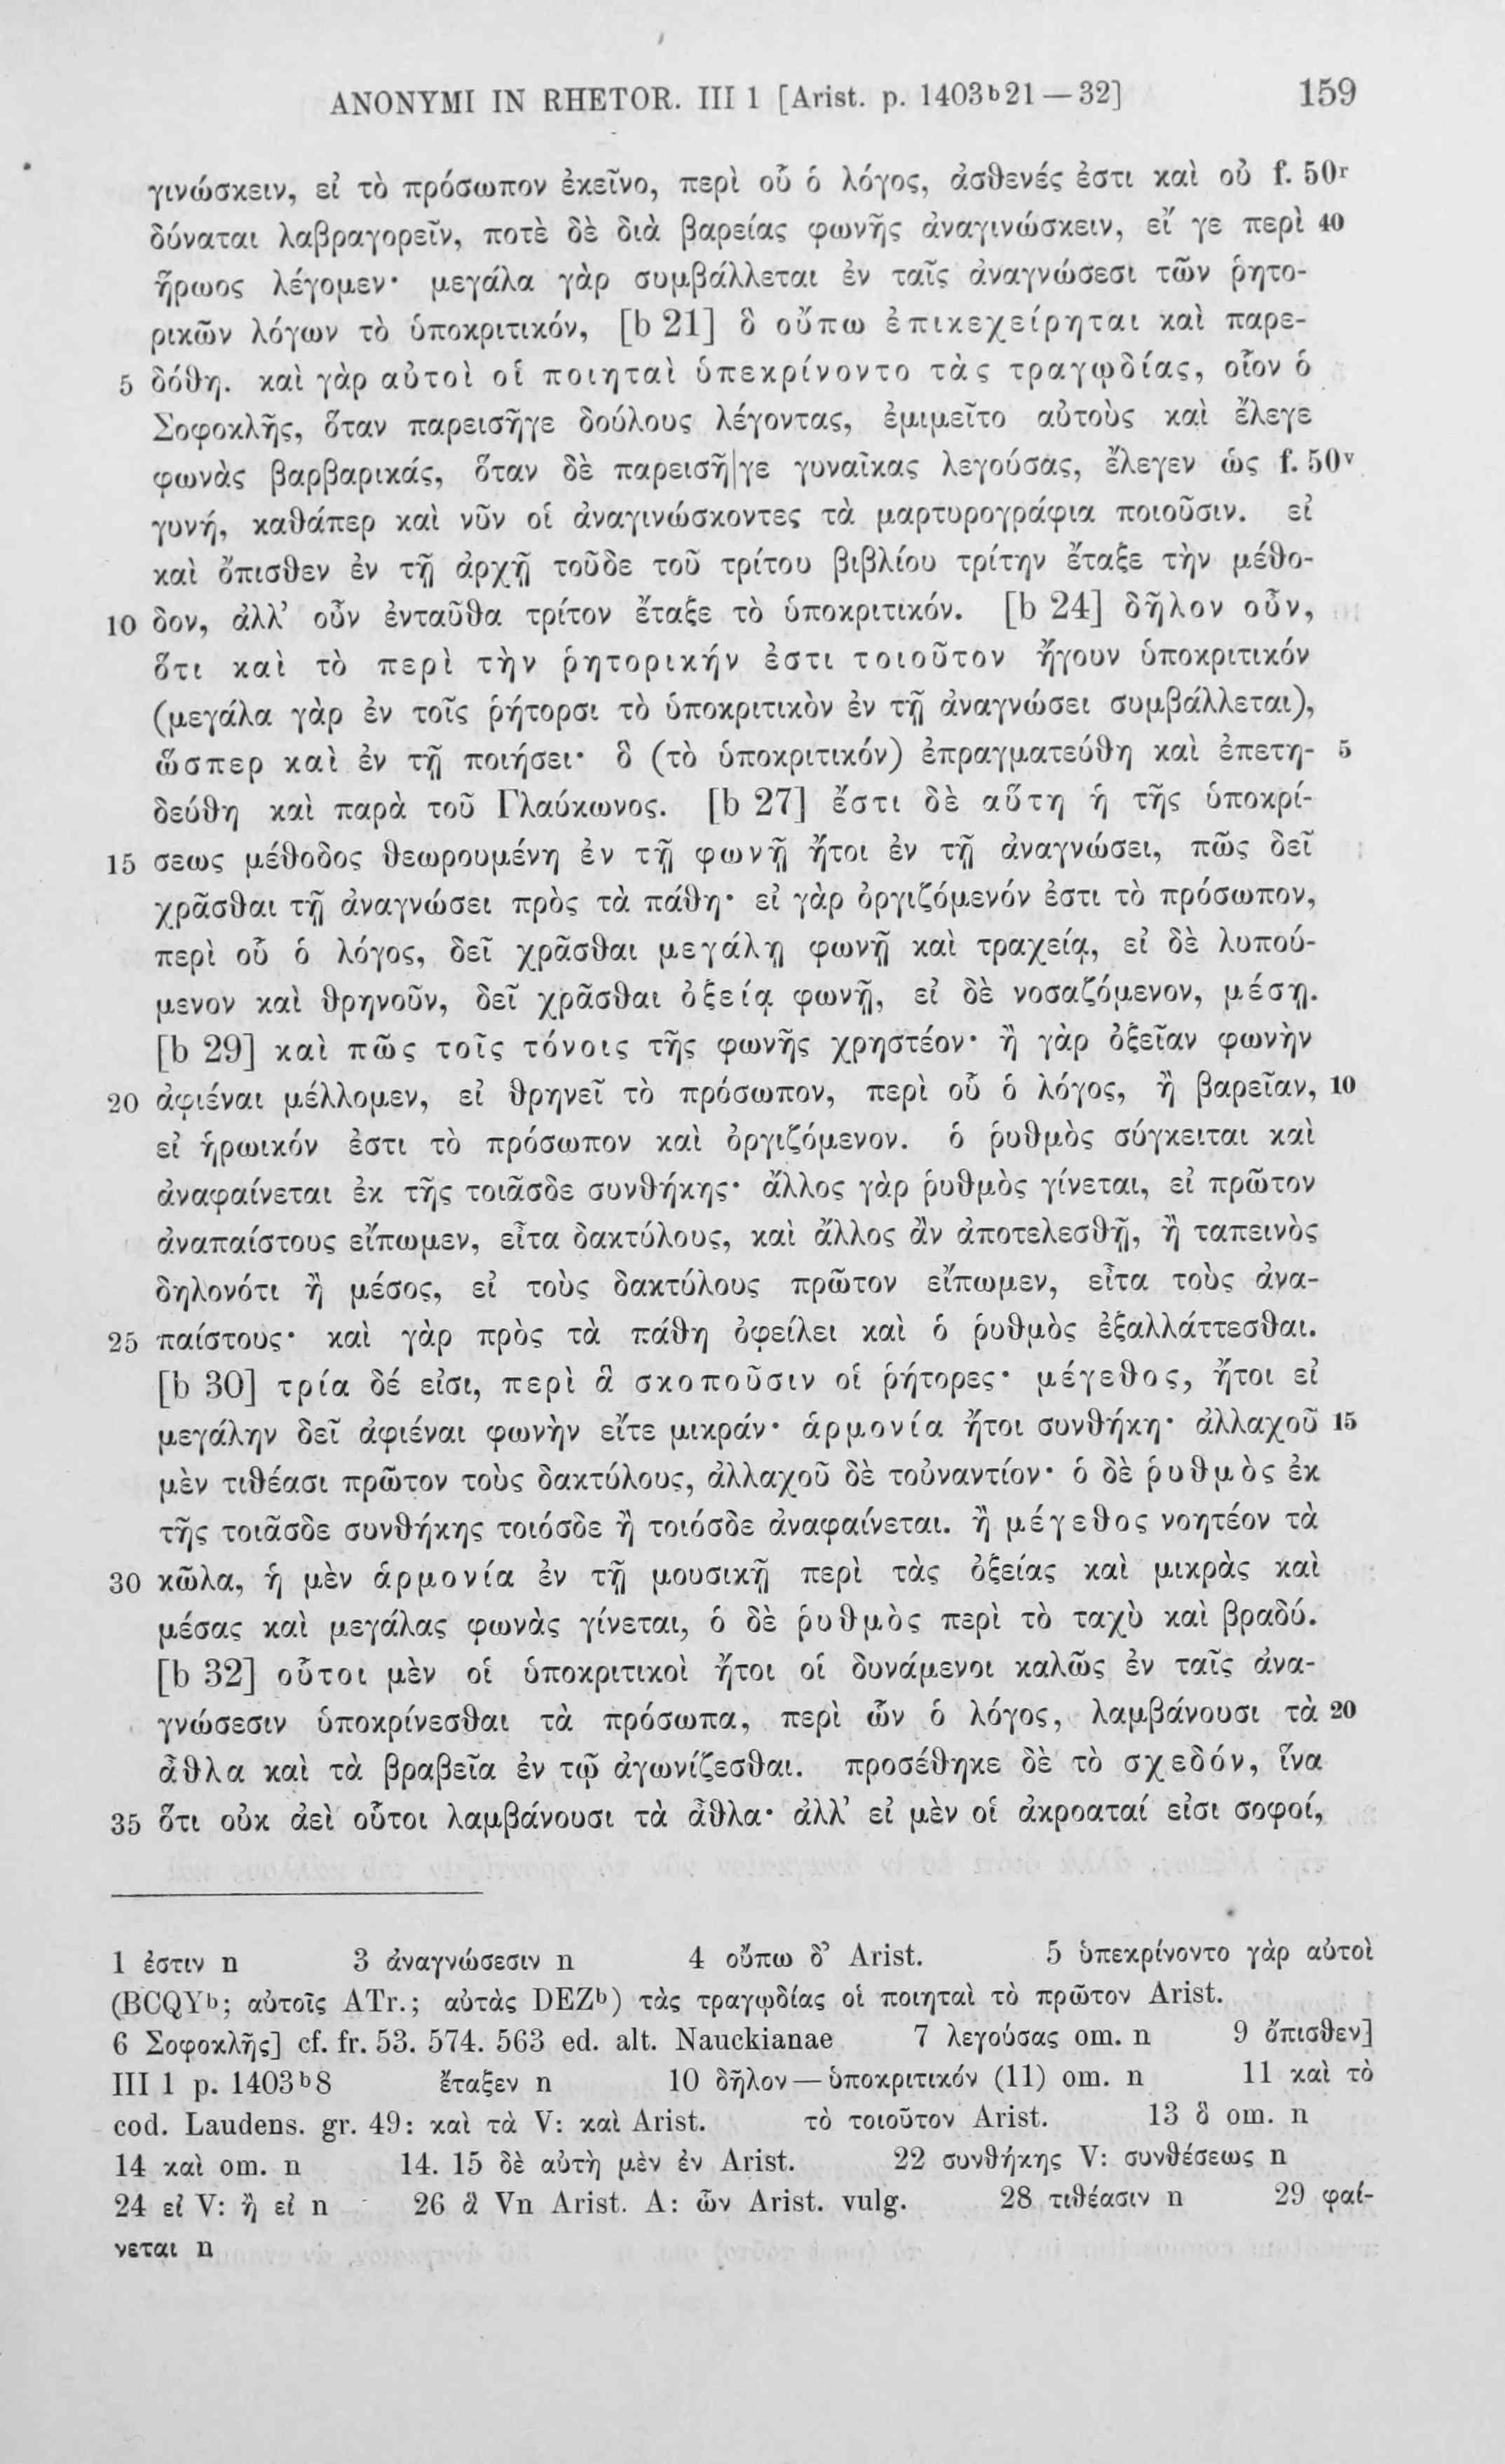 ANONYMI IN RHETOR. III 1 [Arist. p. 1403ᵇ21 — 32] 159
γινώσκειν, εἰ τὸ πρόσωπον ἐκεῖνο, περὶ οὗ ὁ λόγος, ἀσθενές ἐστι καὶ οὐ f. 50ʳ
δύναται λαβραγορεῖν, ποτὲ δὲ διὰ βαρείας φωνῆς ἀναγινώσκειν, εἴ γε περὶ 40
ἥρωος λέγομεν· μεγάλα γὰρ συμβάλλεται ἐν ταῖς ἀναγνώσεσι τῶν ῥητο-
ρικῶν λόγων τὸ ὑποκριτικόν, [b 21] ὃ οὔπω ἐπικεχείρηται καὶ παρε-
5 δόθη. καὶ γὰρ αὐτοὶ οἱ ποιηταὶ ὑπεκρίνοντο τὰς τραγῳδίας, οἷον ὁ
Σοφοκλῆς, ὅταν παρεισῆγε δούλους λέγοντας, ἐμιμεῖτο αὐτοὺς καὶ ἔλεγε
φωνὰς βαρβαρικάς, ὅταν δὲ παρεισῆ|γε γυναῖκας λεγούσας, ἔλεγεν ὡς f. 50ᵛ
γυνή, καθάπερ καὶ νῦν οἱ ἀναγινώσκοντες τὰ μαρτυρογράφια ποιοῦσιν. εἰ
καὶ ὄπισθεν ἐν τῇ ἀρχῇ τοῦδε τοῦ τρίτου βιβλίου τρίτην ἔταξε τὴν μέθο-
10 δον, ἀλλ’ οὖν ἐνταῦθα τρίτον ἔταξε τὸ ὑποκριτικόν. [b 24] δῆλον οὖν,
ὅτι καὶ τὸ περὶ τὴν ῥητορικήν ἐστι τοιοῦτον ἤγουν ὑποκριτικόν
(μεγάλα γὰρ ἐν τοῖς ῥήτορσι τὸ ὑποκριτικὸν ἐν τῇ ἀναγνώσει συμβάλλεται),
ὥσπερ καὶ ἐν τῇ ποιήσει· ὃ (τὸ ὑποκριτικόν) ἐπραγματεύθη καὶ ἐπετη- 5
δεύθη καὶ παρὰ τοῦ Γλαύκωνος. [b 27] ἔστι δὲ αὕτη ἡ τῆς ὑποκρί-
15 σεως μέθοδος θεωρουμένη ἐν τῇ φωνῇ ἤτοι ἐν τῇ ἀναγνώσει, πῶς δεῖ
χρᾶσθαι τῇ ἀναγνώσει πρὸς τὰ πάθη· εἰ γὰρ ὀργιζόμενόν ἐστι τὸ πρόσωπον,
περὶ οὗ ὁ λόγος, δεῖ χρᾶσθαι μεγάλῃ φωνῇ καὶ τραχείᾳ, εἰ δὲ λυπού-
μενον καὶ θρηνοῦν, δεῖ χρᾶσθαι ὀξείᾳ φωνῇ, εἰ δὲ νοσαζόμενον, μέσῃ.
[b 29] καὶ πῶς τοῖς τόνοις τῆς φωνῆς χρηστέον· ἢ γὰρ ὀξεῖαν φωνὴν
20 ἀφιέναι μέλλομεν, εἰ θρηνεῖ τὸ πρόσωπον, περὶ οὗ ὁ λόγος, ἢ βαρεῖαν, 10
εἰ ἡρωικόν ἐστι τὸ πρόσωπον καὶ ὀργιζόμενον. ὁ ῥυθμὸς σύγκειται καὶ
ἀναφαίνεται ἐκ τῆς τοιᾶσδε συνθήκης· ἄλλος γὰρ ῥυθμὸς γίνεται, εἰ πρῶτον
ἀναπαίστους εἴπωμεν, εἶτα δακτύλους, καὶ ἄλλος ἂν ἀποτελεσθῇ, ἢ ταπεινὸς
δηλονότι ἢ μέσος, εἰ τοὺς δακτύλους πρῶτον εἴπωμεν, εἶτα τοὺς ἀνα-
25 παίστους· καὶ γὰρ πρὸς τὰ πάθη ὀφείλει καὶ ὁ ῥυθμὸς ἐξαλλάττεσθαι.
[b 30] τρία δέ εἰσι, περὶ ἃ σκοποῦσιν οἱ ῥήτορες· μέγεθος, ἤτοι εἰ
μεγάλην δεῖ ἀφιέναι φωνὴν εἴτε μικράν· ἁρμονία ἤτοι συνθήκη· ἀλλαχοῦ 15
μὲν τιθέασι πρῶτον τοὺς δακτύλους, ἀλλαχοῦ δὲ τοὐναντίον· ὁ δὲ ῥυθμὸς ἐκ
τῆς τοιᾶσδε συνθήκης τοιόσδε ἢ τοιόσδε ἀναφαίνεται. ἢ μέγεθος νοητέον τὰ
30 κῶλα, ἡ μὲν ἁρμονία ἐν τῇ μουσικῇ περὶ τὰς ὀξείας καὶ μικρὰς καὶ
μέσας καὶ μεγάλας φωνὰς γίνεται, ὁ δὲ ῥυθμὸς περὶ τὸ ταχὺ καὶ βραδύ.
[b 32] οὗτοι μὲν οἱ ὑποκριτικοὶ ἤτοι οἱ δυνάμενοι καλῶς ἐν ταῖς ἀνα-
γνώσεσιν ὑποκρίνεσθαι τὰ πρόσωπα, περὶ ὧν ὁ λόγος, λαμβάνουσι τὰ 20
ἆθλα καὶ τὰ βραβεῖα ἐν τῷ ἀγωνίζεσθαι. προσέθηκε δὲ τὸ σχεδόν, ἵνα
35 ὅτι οὐκ ἀεὶ οὗτοι λαμβάνουσι τὰ ἆθλα· ἀλλ’ εἰ μὲν οἱ ἀκροαταί εἰσι σοφοί,
1 ἐστιν n 3 ἀναγνώσεσιν n 4 οὔπω δ’ Arist. 5 ὑπεκρίνοντο γὰρ αὐτοὶ
(BCQYᵇ; αὐτοῖς ATr.; αὐτὰς DEZᵇ) τὰς τραγῳδίας οἱ ποιηταὶ τὸ πρῶτον Arist.
6 Σοφοκλῆς] cf. fr. 53. 574. 563 ed. alt. Nauckianae 7 λεγούσας om. n 9 ὄπισθεν]
III 1 p. 1403ᵇ8 ἔταξεν n 10 δῆλον — ὑποκριτικόν (11) om. n 11 καὶ τὸ
cod. Laudens. gr. 49: καὶ τὰ V: καὶ Arist. τὸ τοιοῦτον Arist. 13 ὃ om. n
14 καὶ om. n 14. 15 δὲ αὐτὴ μὲν ἐν Arist. 22 συνθήκης V: συνθέσεως n
24 εἰ V: ἢ εἰ n 26 ἃ Vn Arist. A: ὧν Arist. vulg. 28 τιθέασιν n 29 φαί-
νεται n